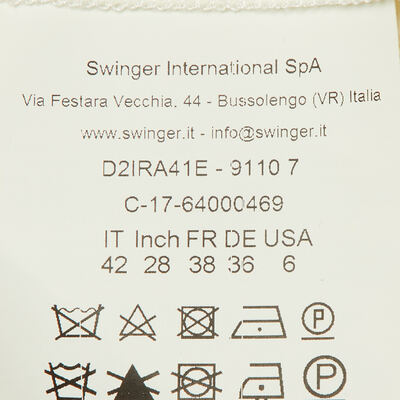 Swinger International SpA
Via Festara Vecchia, 44 - Bussolengo (VR) Italia
www.swinger.it - info@swinger.it
D2IRA41E - 9110 7
C-17-64000469
IT Inch FR DE USA
42 28 38 36 6
P
P